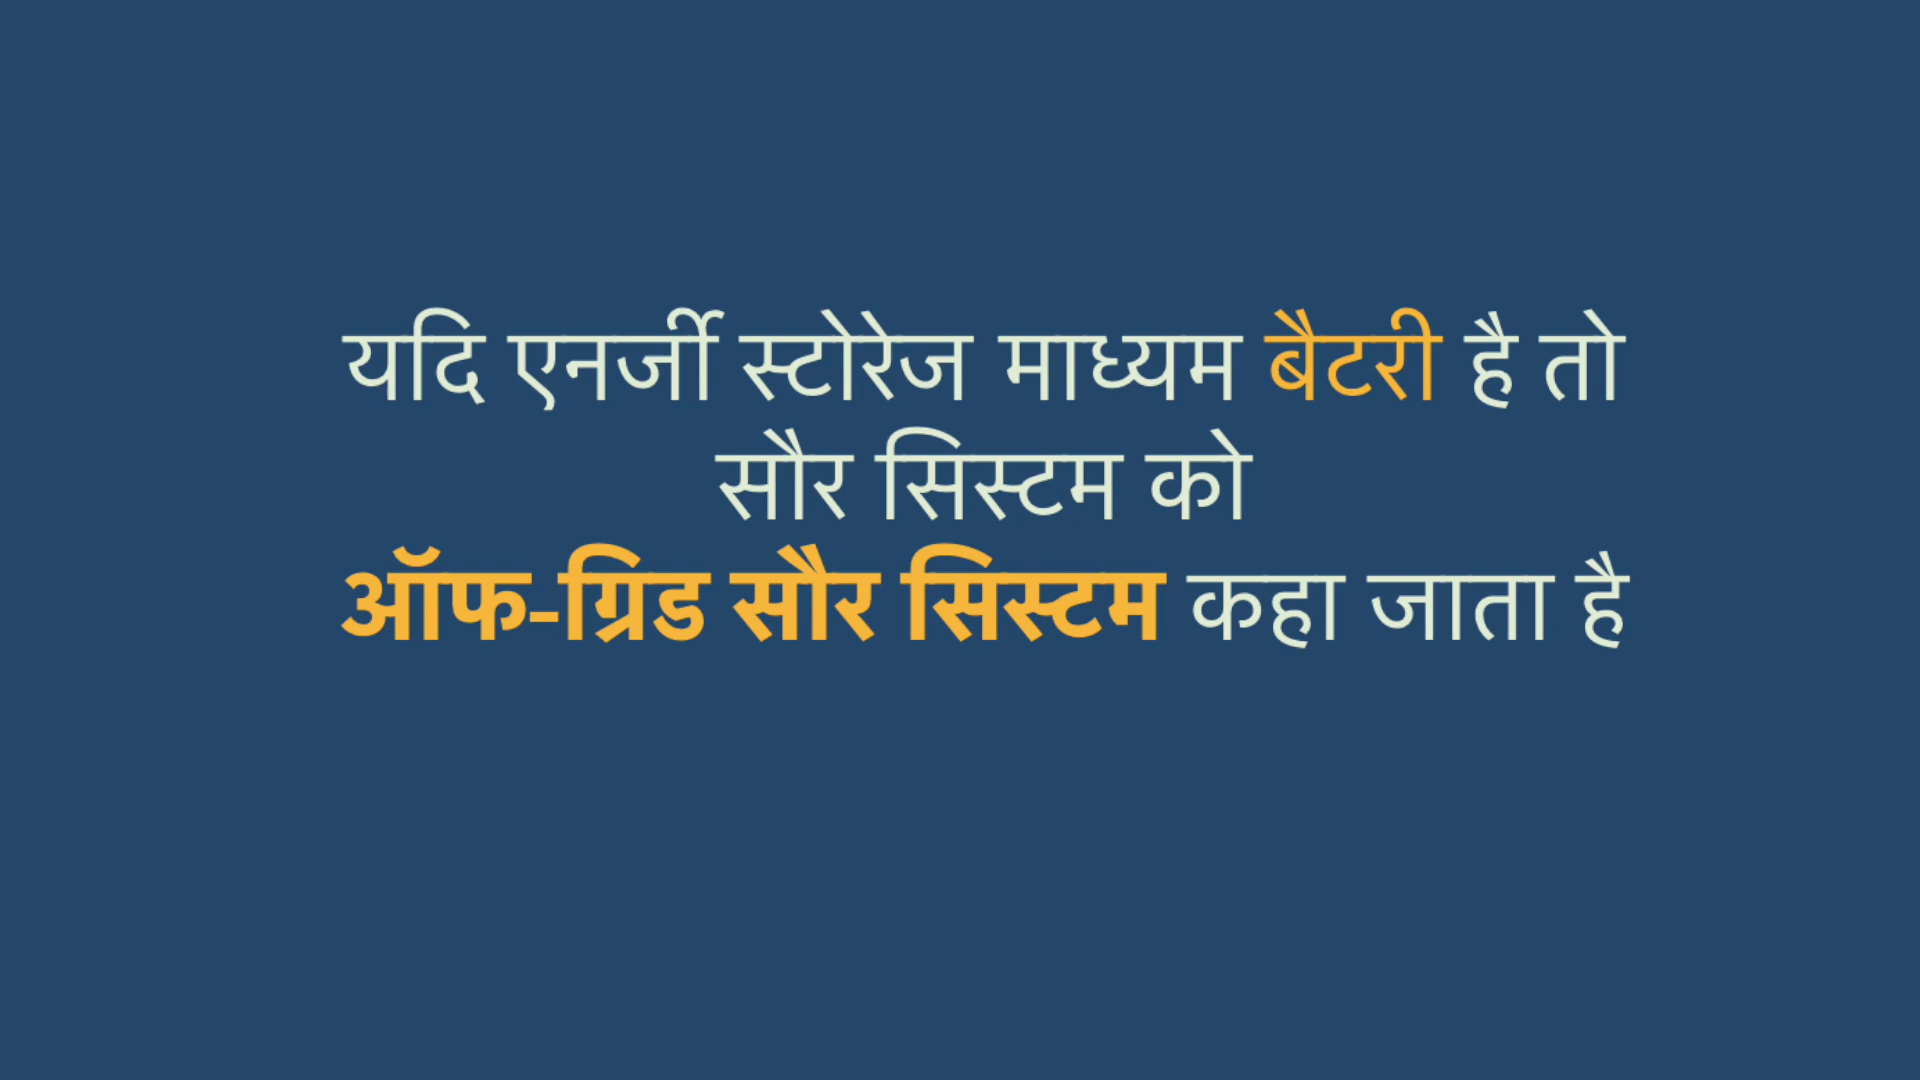 यदि एनर्जी स्टोरेज माध्यम बैटरी है तो
सौर सिस्टम को
ऑफ-ग्रिड सौर सिस्टम कहा जाता है